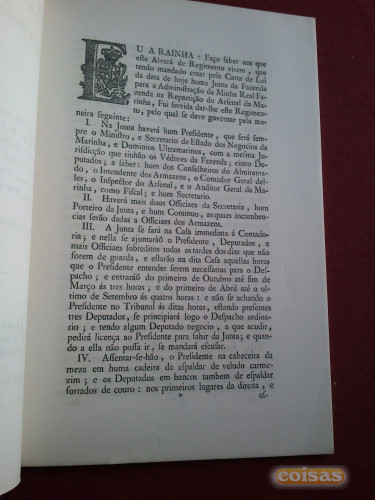 EU A RAINHA: Faço saber aos que
este Alvará de Regimento virem, que
tendo mandado crear pela Carta de Lei
da data de hoje huma Junta da Fazenda
para a Administração da Minha Real Fa-
zenda na Repartição do Arsenal da Ma-
rinha, Fui servida dar-lhe este Regimen-
to, pelo qual se deve governar pela ma-
neira seguinte:
I. Na Junta haverá hum Presidente, que será sem-
pre o Ministro, e Secretario de Estado dos Negocios da
Marinha, e Dominios Ultramarinos, com a mesma Ju-
risdicção que tinhão os Védores da Fazenda; cinco De-
putados; a saber: hum dos Conselheiros do Almiranta-
do, o Intendente dos Armazens, o Contador Geral del-
les, o Inspector do Arsenal, e o Auditor Geral da Ma-
rinha, como Fiscal; e hum Secretario.
II. Haverá mais dous Officiaes da Secretaria, hum
Porteiro da Junta, e hum Continuo, as quaes incumben-
cias serão dadas a Officiaes dos Armazens.
III. A Junta se fará na Casa immediata á Contado-
ria; e nella se ajuntaráõ o Presidente, Deputados, e
mais Officiaes sobreditos todas as tardes dos dias que não
forem de guarda, e estarão na dita Casa aquellas horas
que o Presidente entender serem necessarias para o Des-
pacho; e entraráõ do primeiro de Outubro até fim de
Março ás tres horas; e do primeiro de Abril até o ul-
timo de Setembro ás quatro horas: e não se achando o
Presidente no Tribunal ás ditas horas, estando presentes
tres Deputados, se principiará logo o Despacho ordina-
rio; e tendo algum Deputado negocio, a que acudir,
pedirá licença ao Presidente para sahir da Junta; e quan-
do a ella não possa ir, se mandará escusar.
IV. Assentar-se-hão, o Presidente na cabeceira da
meza em huma cadeira de espaldar de veludo carme-
zim; e os Deputados em bancos tambem de espaldar
forrados de couro: nos primeiros lugares da direita, e
*
es-
coisas